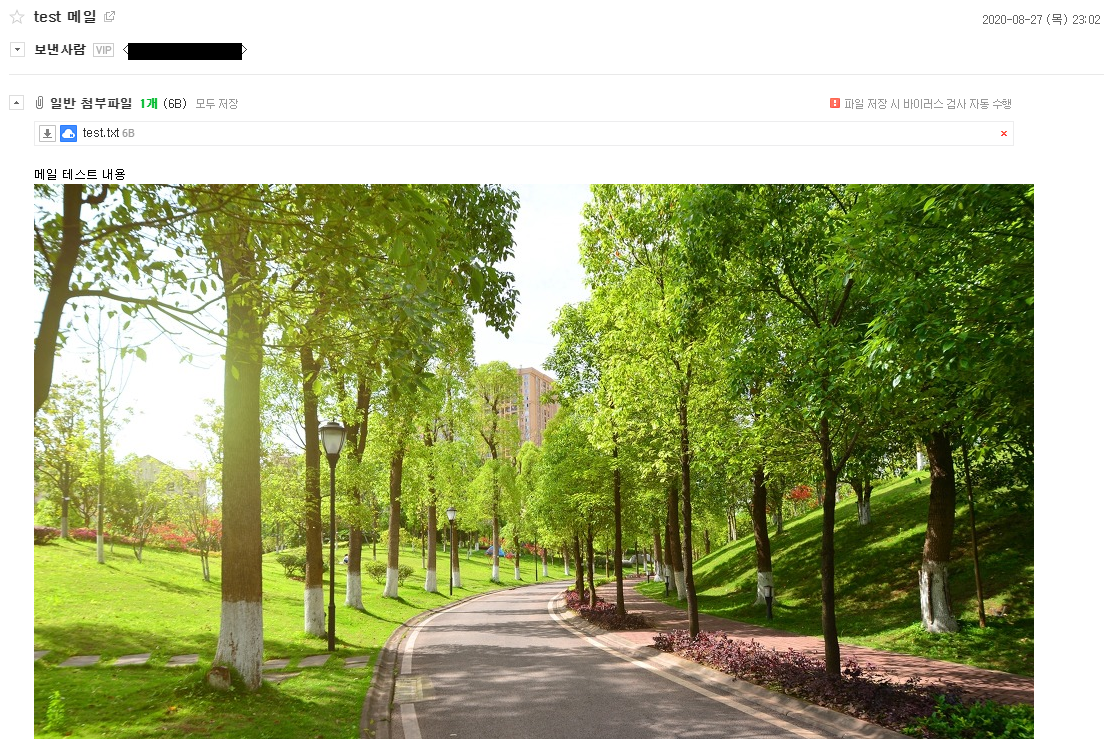 test 메일
2020-08-27 (목) 23:02
보낸사람 VIP < >
일반 첨부파일 1개 (6B) 모두 저장
파일 저장 시 바이러스 검사 자동 수행
test.txt 6B
메일 테스트 내용